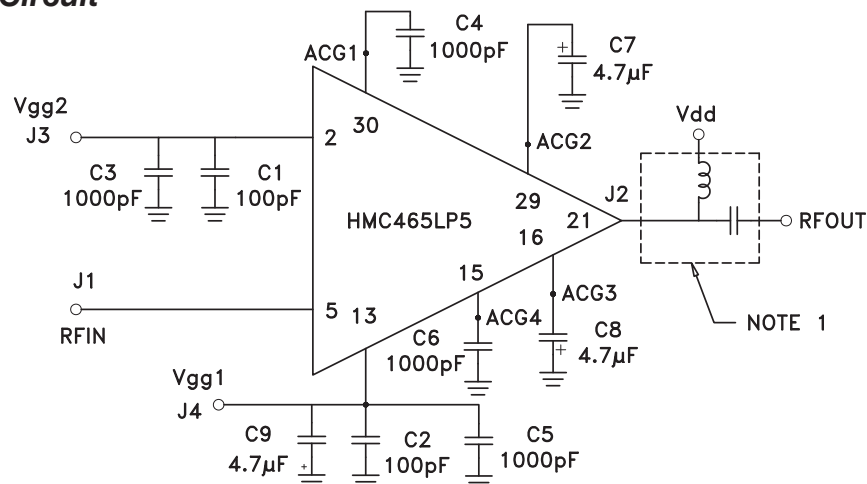 Circuit
C4
1000pF
ACG1
C7
4.7µF
+
Vgg2
J3
C3
1000pF
C1
100pF
2
30
ACG2
Vdd
29
J2
HMC465LP5
21
RFOUT
16
J1
RFIN
5
13
15
ACG3
ACG4
NOTE 1
C6
1000pF
C8
4.7µF
+
Vgg1
J4
C9
4.7µF
+
C2
100pF
C5
1000pF